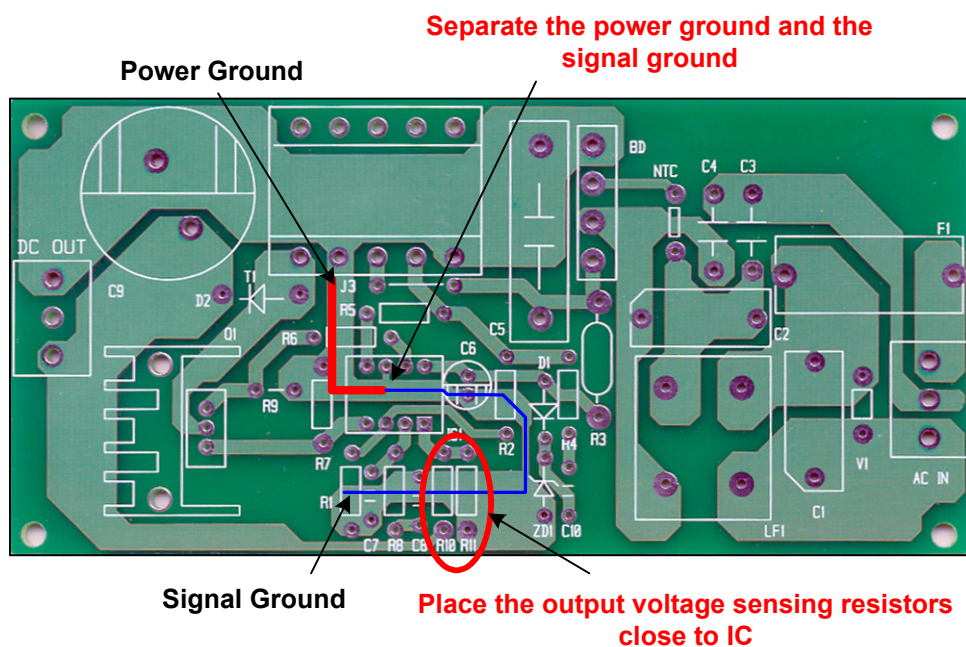 Separate the power ground and the
signal ground
Power Ground
BD
NTC
C4
C3
F1
DC OUT
C9
D2
T1
J3
R5
Q1
R6
C5
C6
C2
D1
R9
R7
IC1
R2
R4
R3
V1
AC IN
R1
C7
R8
C8
R10
R11
ZD1
C10
LF1
C1
Signal Ground
Place the output voltage sensing resistors
close to IC